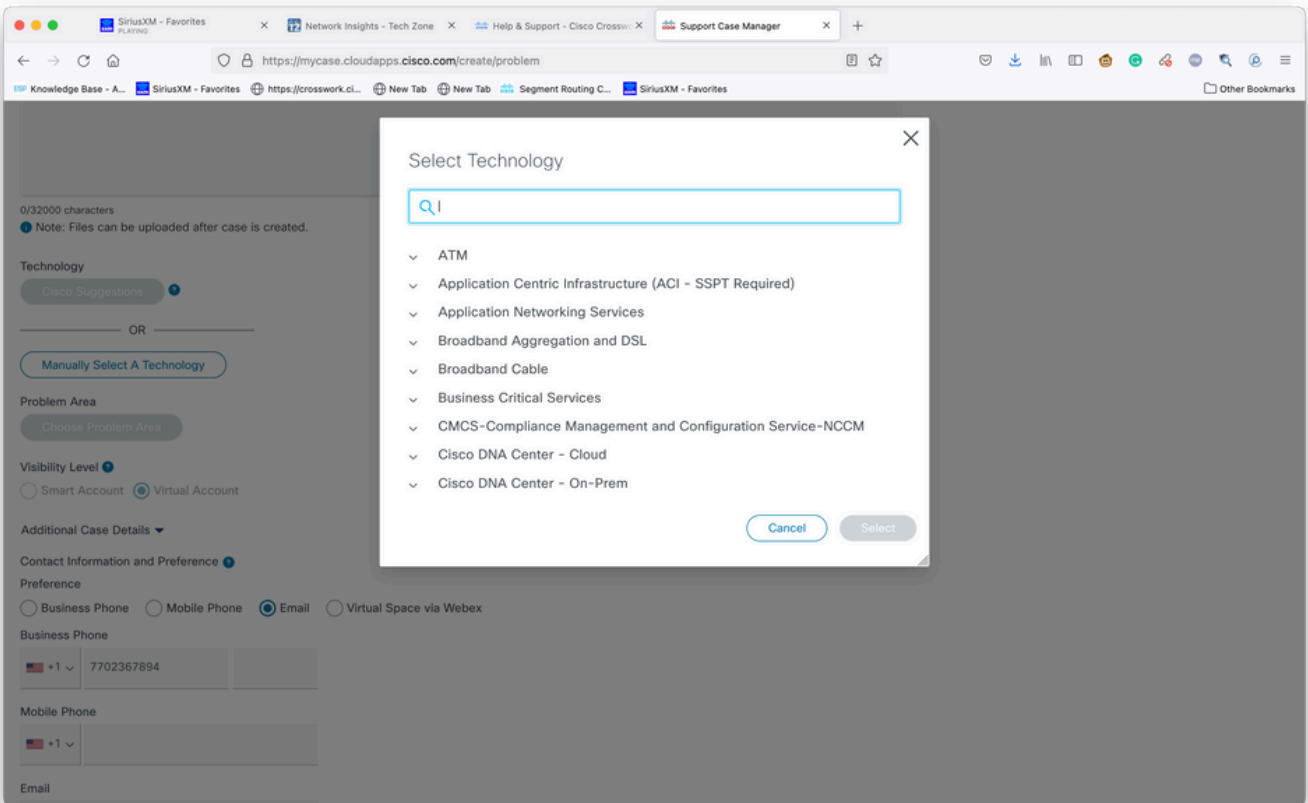 SiriusXM - Favorites
PLAYING
Network Insights - Tech Zone
Help & Support - Cisco Crossw
Support Case Manager
https://mycase.cloudapps.cisco.com/create/problem
Knowledge Base - A...
SiriusXM - Favorites
https://crosswork.ci...
New Tab
New Tab
Segment Routing C...
SiriusXM - Favorites
Other Bookmarks
Select Technology
ATM
Application Centric Infrastructure (ACI - SSPT Required)
Application Networking Services
Broadband Aggregation and DSL
Broadband Cable
Business Critical Services
CMCS-Compliance Management and Configuration Service-NCCM
Cisco DNA Center - Cloud
Cisco DNA Center - On-Prem
Cancel
Select
0/32000 characters
Note: Files can be uploaded after case is created.
Technology
Cisco Suggestions
OR
Manually Select A Technology
Problem Area
Choose Problem Area
Visibility Level
Smart Account
Virtual Account
Additional Case Details
Contact Information and Preference
Preference
Business Phone
Mobile Phone
Email
Virtual Space via Webex
Business Phone
+1
7702367894
Mobile Phone
+1
Email